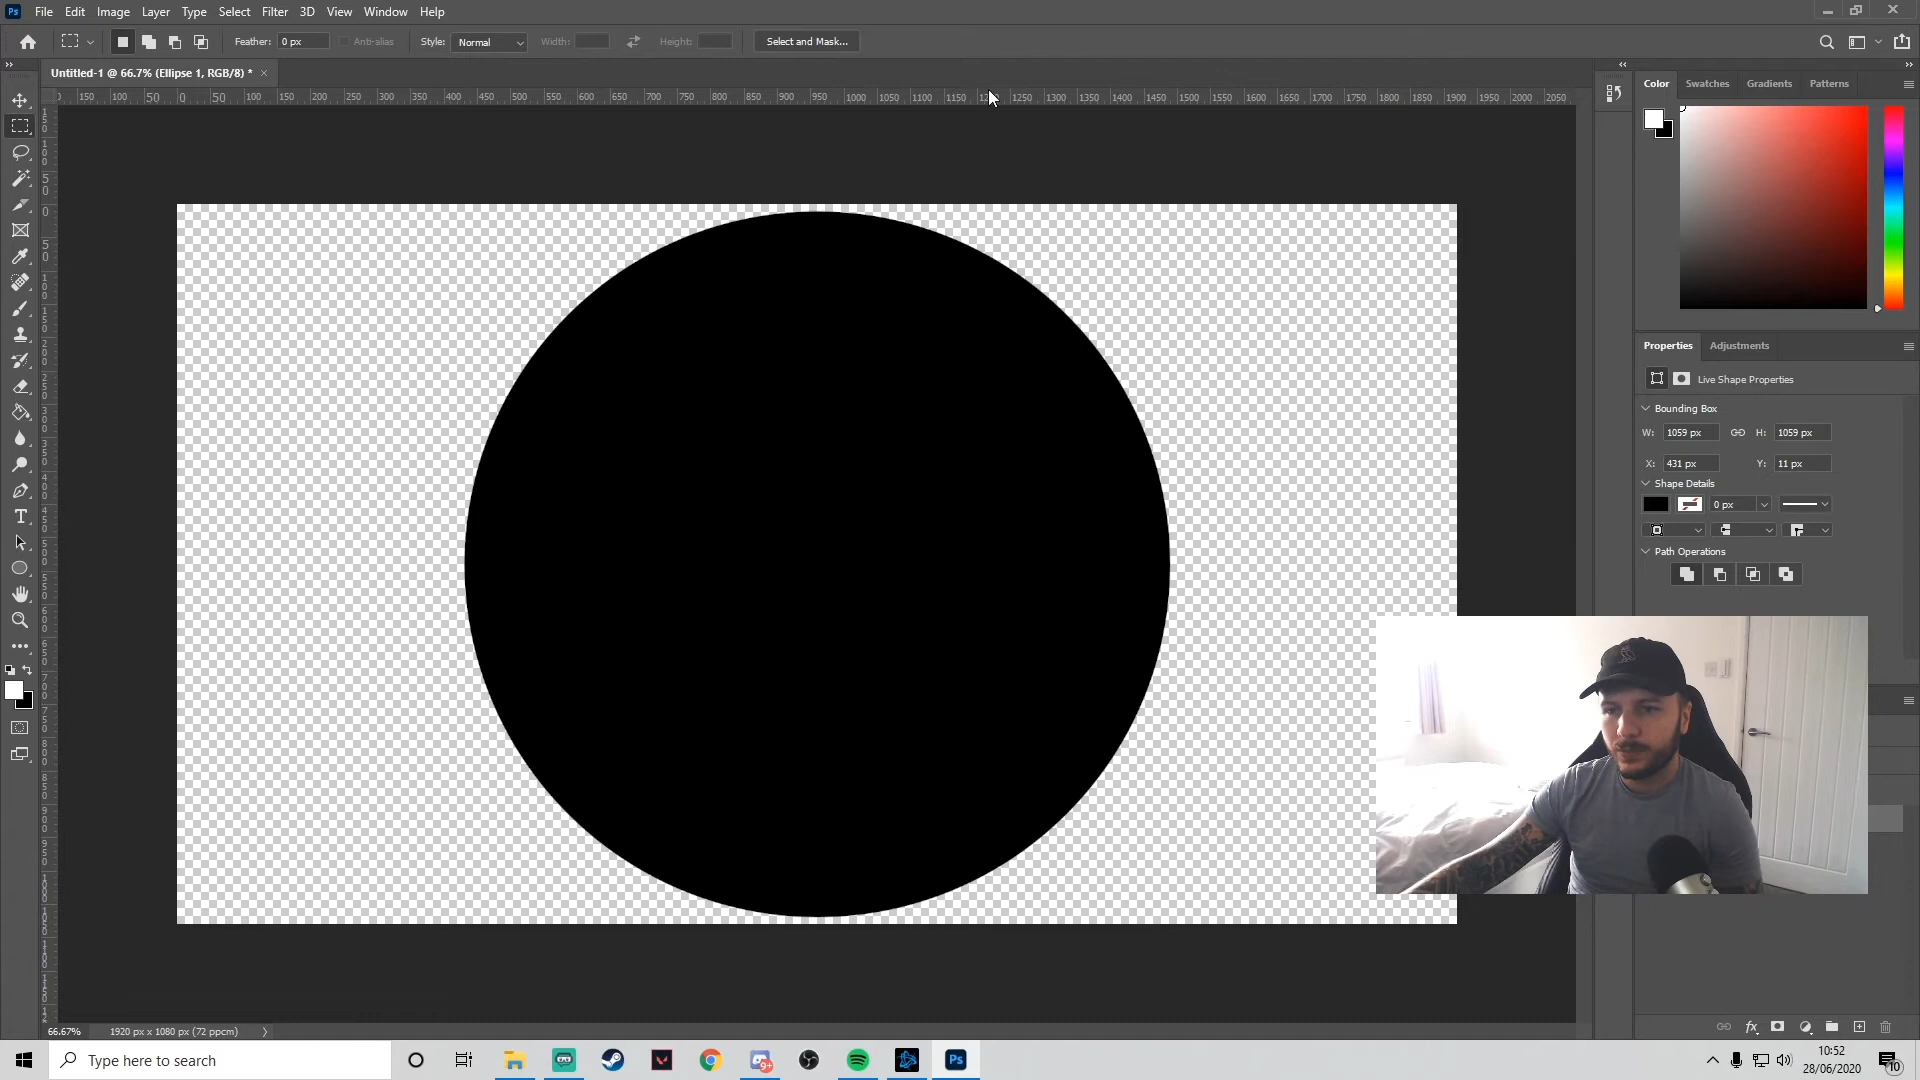 Ps File Edit Image Layer Type Select Filter 3D View Window Help
Feather: 0 px Anti-alias Style: Normal Width: Height: Select and Mask...
Untitled-1 @ 66.7% (Ellipse 1, RGB/8) * ×
150 100 50 0 50 100 150 200 250 300 350 400 450 500 550 600 650 700 750 800 850 900 950 1000 1050 1100 1150 1250 1300 1350 1400 1450 1500 1550 1600 1650 1700 1750 1800 1850 1900 1950 2000 2050
Color Swatches Gradients Patterns
Properties Adjustments
Live Shape Properties
Bounding Box
W: 1059 px H: 1059 px
X: 431 px Y: 11 px
Shape Details
0 px
Path Operations
66.67% 1920 px x 1080 px (72 ppcm)
Type here to search
9+
Ps
10:52
28/06/2020
10